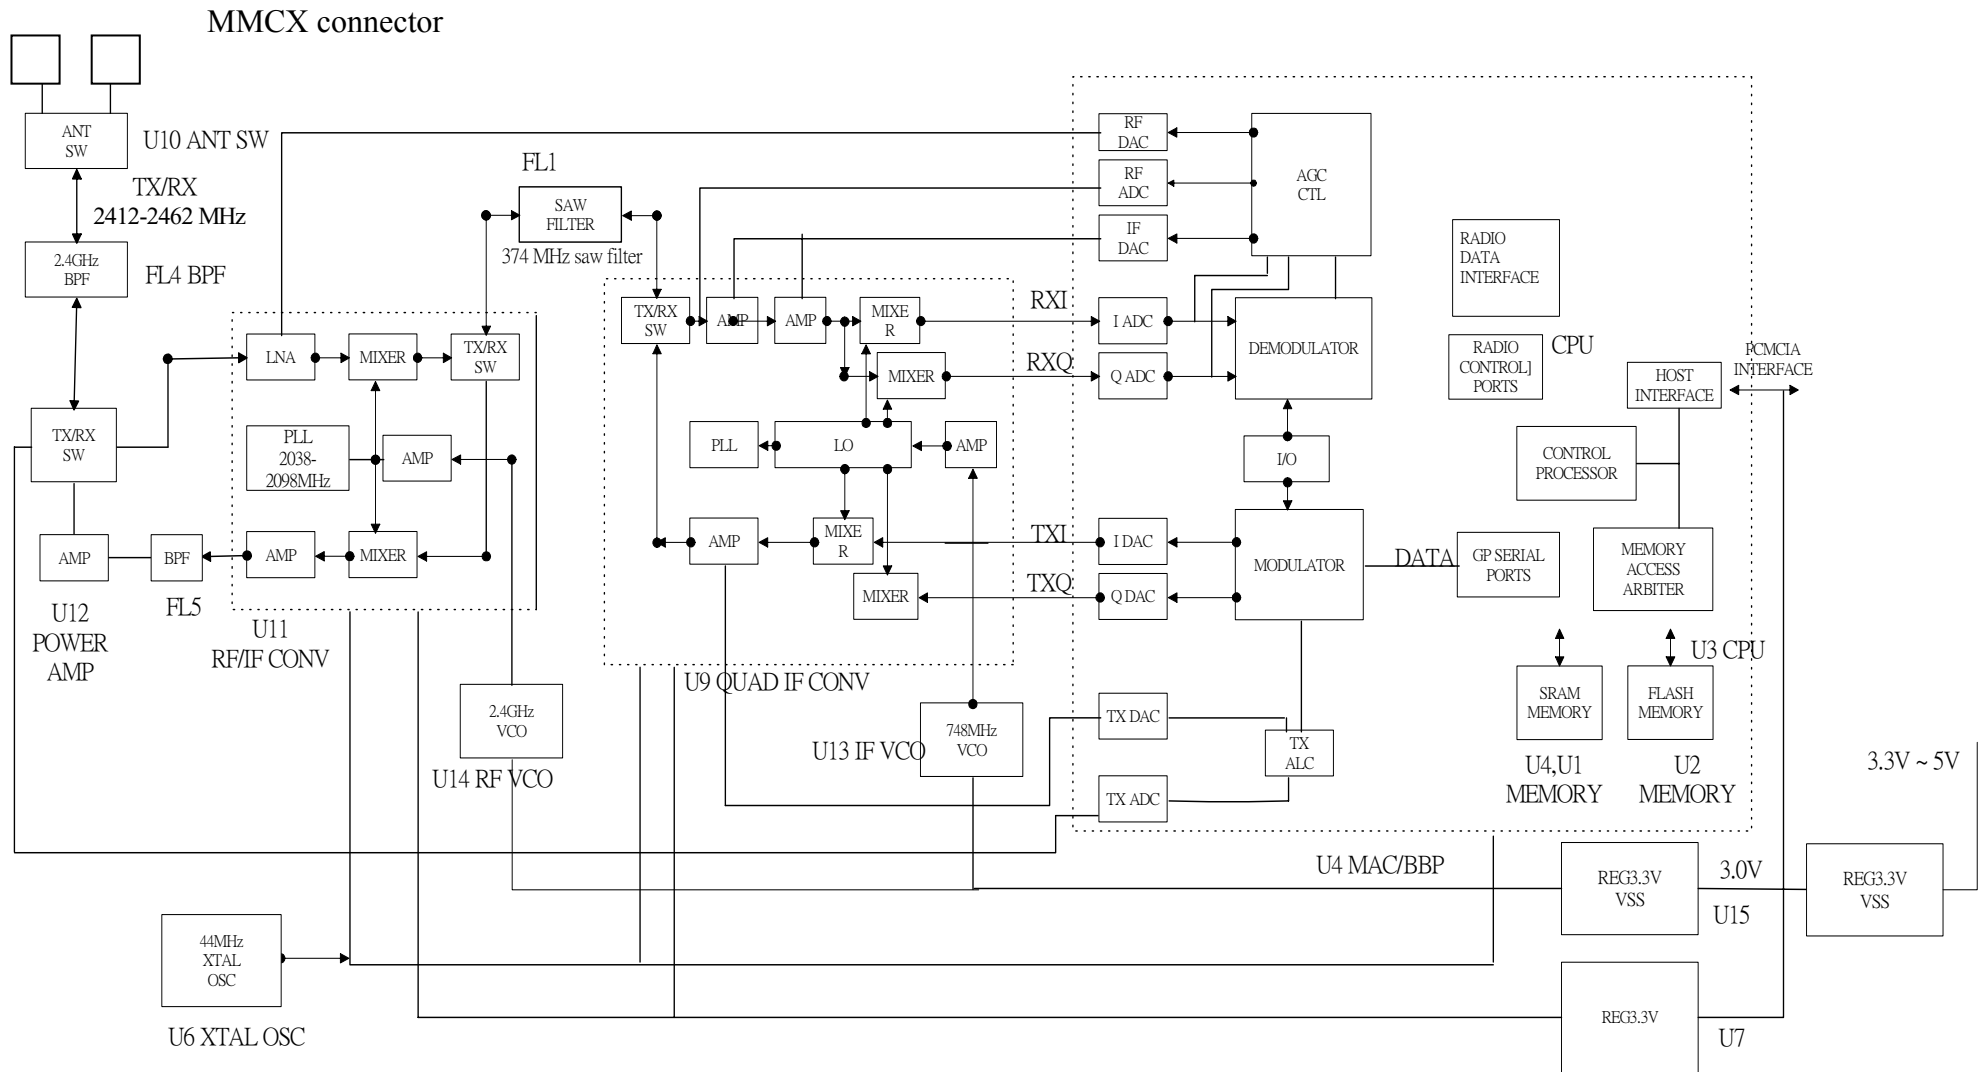 MMCX connector
ANT
SW
U10 ANT SW
TX/RX
2412-2462 MHz
2.4GHz
BPF
FL4 BPF
TX/RX
SW
AMP
U12
POWER
AMP
BPF
FL5
LNA
MIXER
TX/RX
SW
PLL
2038-
2098MHz
AMP
AMP
MIXER
U11
RF/IF CONV
FL1
SAW
FILTER
374 MHz saw filter
TX/RX
SW
AMP
AMP
MIXE
R
MIXER
PLL
LO
AMP
AMP
MIXE
R
MIXER
U9 QUAD IF CONV
2.4GHz
VCO
U14 RF VCO
748MHz
VCO
U13 IF VCO
RXI
RXQ
TXI
TXQ
RF
DAC
RF
ADC
IF
DAC
AGC
CTL
I ADC
Q ADC
DEMODULATOR
I/O
I DAC
Q DAC
MODULATOR
TX DAC
TX ADC
TX
ALC
DATA
RADIO
DATA
INTERFACE
RADIO
CONTROL]
PORTS
CPU
GP SERIAL
PORTS
HOST
INTERFACE
PCMCIA
INTERFACE
CONTROL
PROCESSOR
MEMORY
ACCESS
ARBITER
U3 CPU
SRAM
MEMORY
FLASH
MEMORY
U4,U1
MEMORY
U2
MEMORY
U4 MAC/BBP
3.3V ~ 5V
REG3.3V
VSS
3.0V
U15
REG3.3V
VSS
REG3.3V
U7
44MHz
XTAL
OSC
U6 XTAL OSC